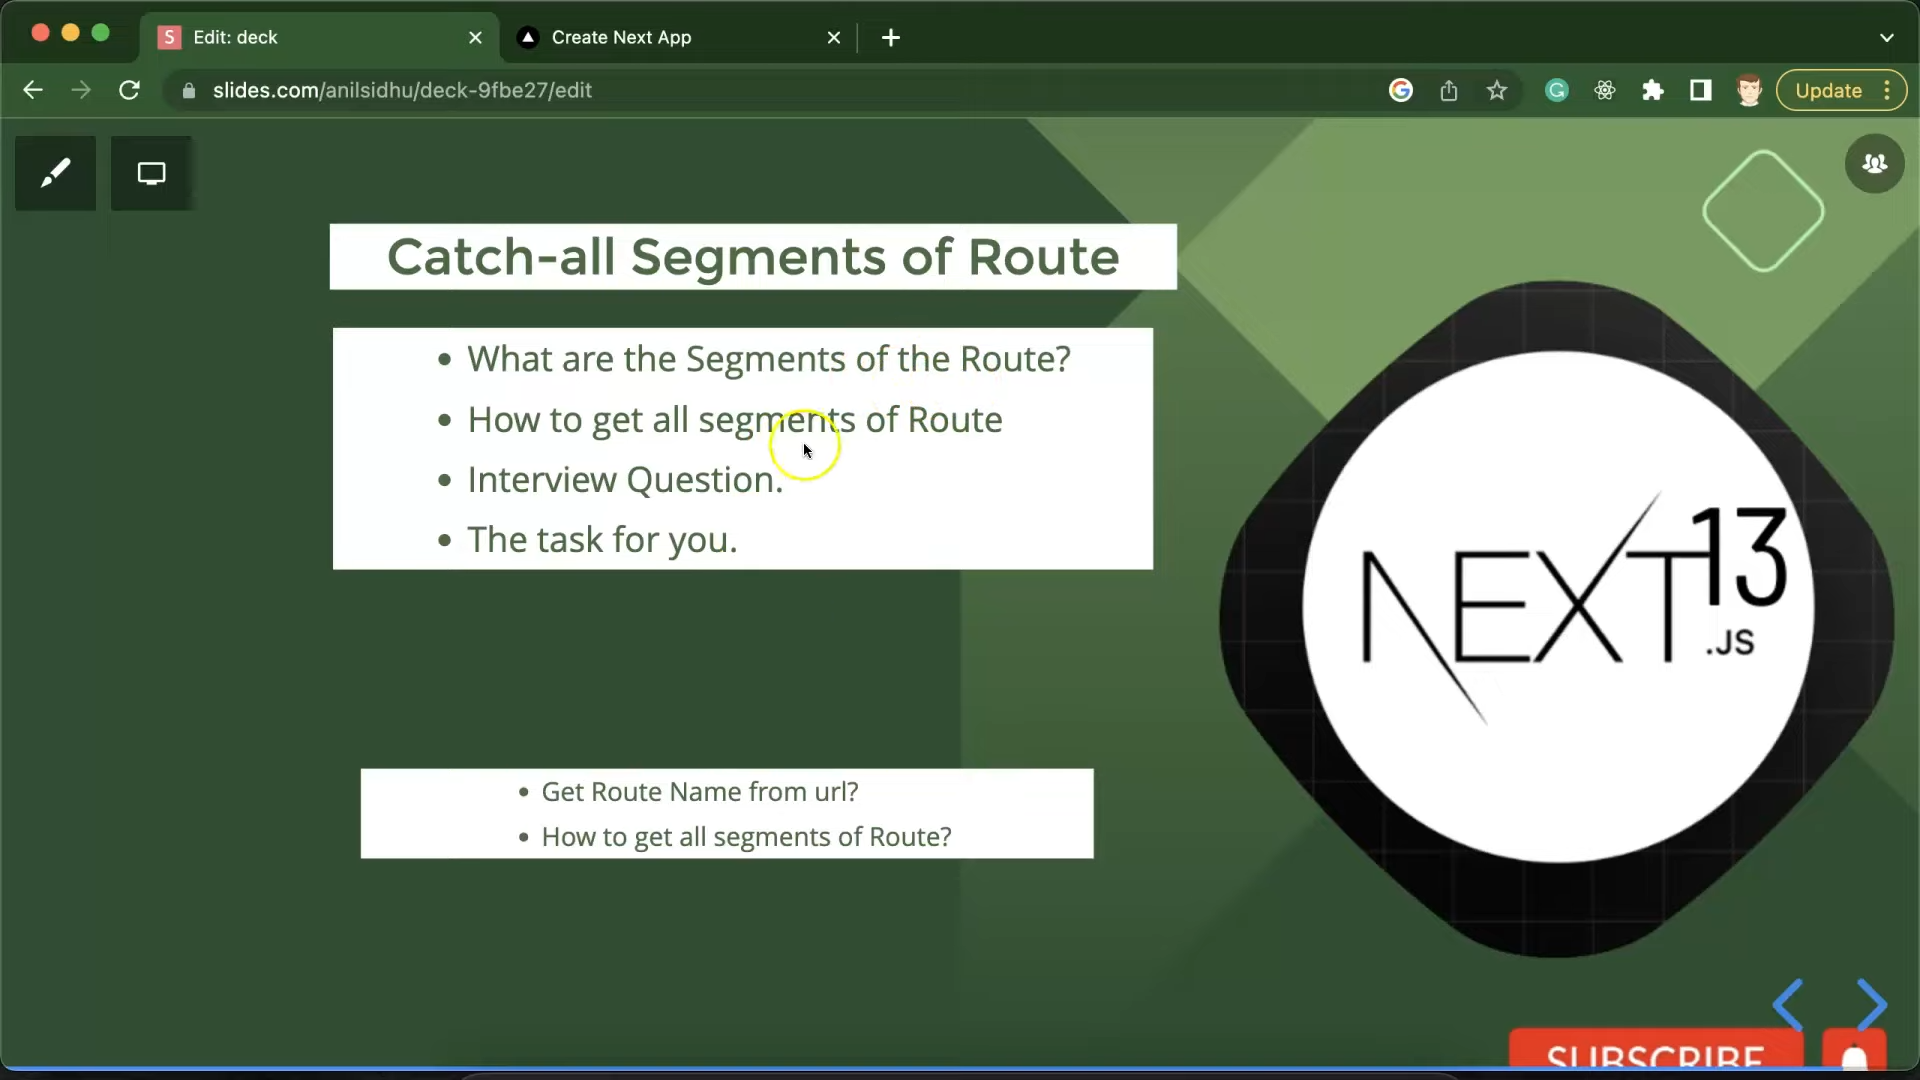 S Edit: deck
Create Next App
slides.com/anilsidhu/deck-9fbe27/edit
Update
Catch-all Segments of Route
• What are the Segments of the Route?
• How to get all segments of Route
• Interview Question.
• The task for you.
NEXT13
.JS
• Get Route Name from url?
• How to get all segments of Route?
SUBSCRIBE